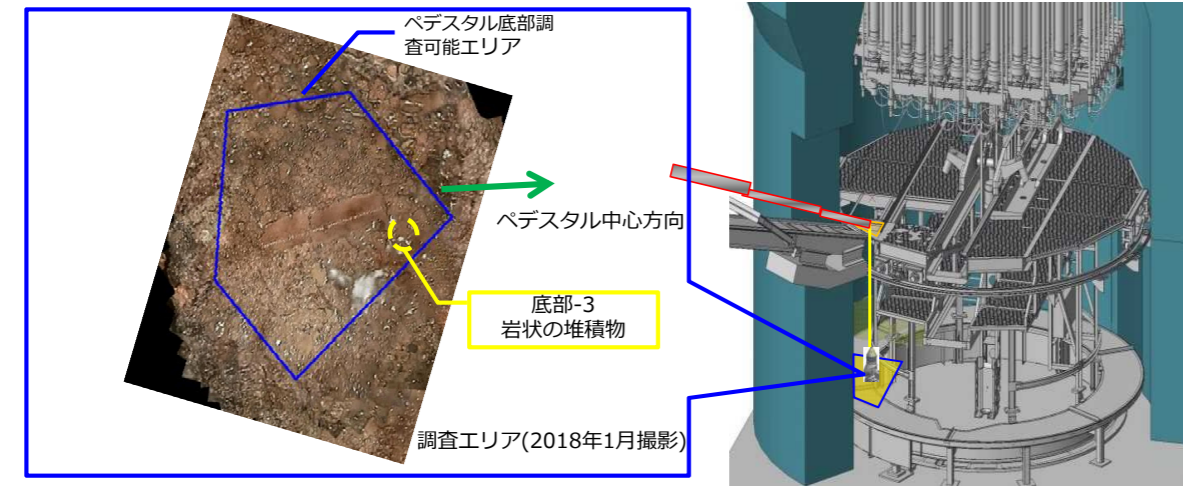 ペデスタル底部調
査可能エリア
ペデスタル中心方向
底部-3
岩状の堆積物
調査エリア(2018年1月撮影)